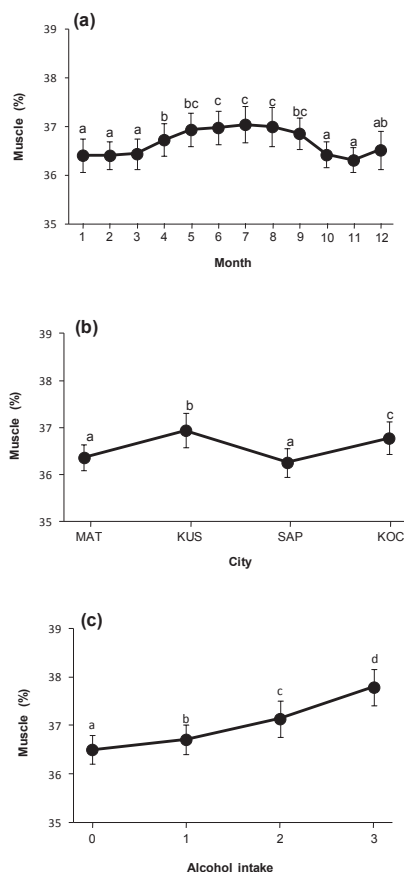 (a)
39
38
37
36
35
Muscle (%)
a a a b bc c c c bc a a ab
1 2 3 4 5 6 7 8 9 10 11 12
Month
(b)
39
38
37
36
35
Muscle (%)
a b a c
MAT KUS SAP KOC
City
(c)
39
38
37
36
35
Muscle (%)
a b c d
0 1 2 3
Alcohol intake